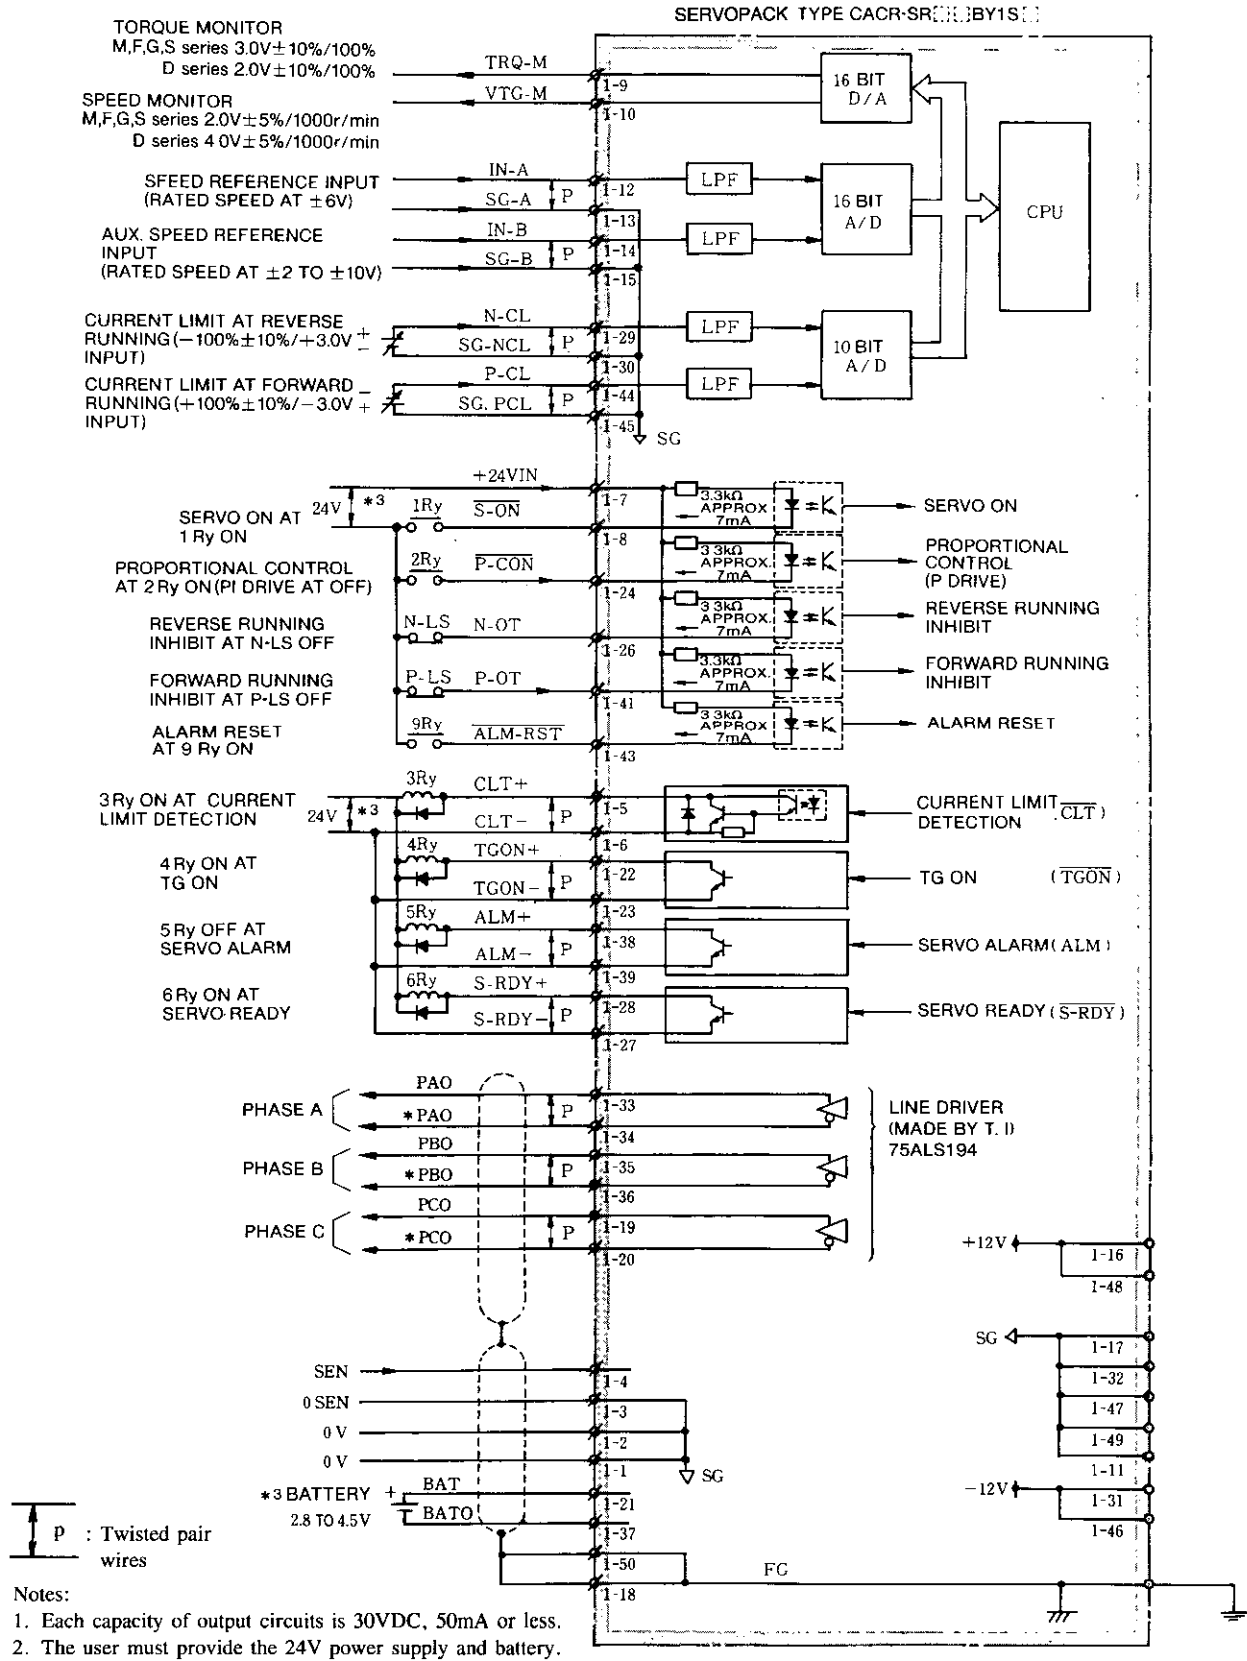 SERVOPACK TYPE CACR-SR[ ][ ]BY1S[ ]
TORQUE MONITOR
M,F,G,S series 3.0V±10%/100%
D series 2.0V±10%/100%
TRQ-M
1-9
SPEED MONITOR
M,F,G,S series 2.0V±5%/1000r/min
D series 4 0V±5%/1000r/min
VTG-M
1-10
16 BIT
D/A
SFEED REFERENCE INPUT
(RATED SPEED AT ±6V)
IN-A
P
1-12
LPF
SG-A
1-13
16 BIT
A/D
CPU
AUX. SPEED REFERENCE
INPUT
(RATED SPEED AT ±2 TO ±10V)
IN-B
P
1-14
LPF
SG-B
1-15
CURRENT LIMIT AT REVERSE
RUNNING (−100%±10%/+3.0V
INPUT)
+
−
N-CL
P
1-29
LPF
SG-NCL
1-30
10 BIT
A/D
CURRENT LIMIT AT FORWARD
RUNNING (+100%±10%/−3.0V
INPUT)
−
+
P-CL
P
1-44
LPF
SG. PCL
1-45
SG
+24VIN
1-7
24V
*3
SERVO ON AT
1 Ry ON
1Ry
S-ON
1-8
3.3kΩ
APPROX
7mA
SERVO ON
PROPORTIONAL CONTROL
AT 2 Ry ON (PI DRIVE AT OFF)
2Ry
P-CON
1-24
3 3kΩ
APPROX.
7mA
PROPORTIONAL
CONTROL
(P DRIVE)
REVERSE RUNNING
INHIBIT AT N-LS OFF
N-LS
N-OT
1-26
3 3kΩ
APPROX.
7mA
REVERSE RUNNING
INHIBIT
FORWARD RUNNING
INHIBIT AT P-LS OFF
P-LS
P-OT
1-41
3.3kΩ
APPROX.
7mA
FORWARD RUNNING
INHIBIT
ALARM RESET
AT 9 Ry ON
9Ry
ALM-RST
1-43
3 3kΩ
APPROX
7mA
ALARM RESET
3 Ry ON AT CURRENT
LIMIT DETECTION
24V
*3
3Ry
CLT+
P
1-5
CLT−
1-6
CURRENT LIMIT
DETECTION (CLT)
4 Ry ON AT
TG ON
4Ry
TGON+
P
1-22
TGON−
1-23
TG ON (TGON)
5 Ry OFF AT
SERVO ALARM
5Ry
ALM+
P
1-38
ALM−
1-39
SERVO ALARM (ALM)
6 Ry ON AT
SERVO READY
6Ry
S-RDY+
P
1-28
S-RDY−
1-27
SERVO READY (S-RDY)
PHASE A
PAO
P
1-33
*PAO
1-34
LINE DRIVER
(MADE BY T. I)
75ALS194
PHASE B
PBO
P
1-35
*PBO
1-36
PHASE C
PCO
P
1-19
*PCO
1-20
+12V
1-16
1-48
SG
1-17
1-32
1-47
1-49
1-11
−12V
1-31
1-46
SEN
1-4
0 SEN
1-3
0 V
1-2
0 V
1-1
SG
*3 BATTERY
2.8 TO 4.5V
+
BAT
1-21
BATO
1-37
1-50
1-18
FG
P : Twisted pair
wires
Notes:
1. Each capacity of output circuits is 30VDC, 50mA or less.
2. The user must provide the 24V power supply and battery.